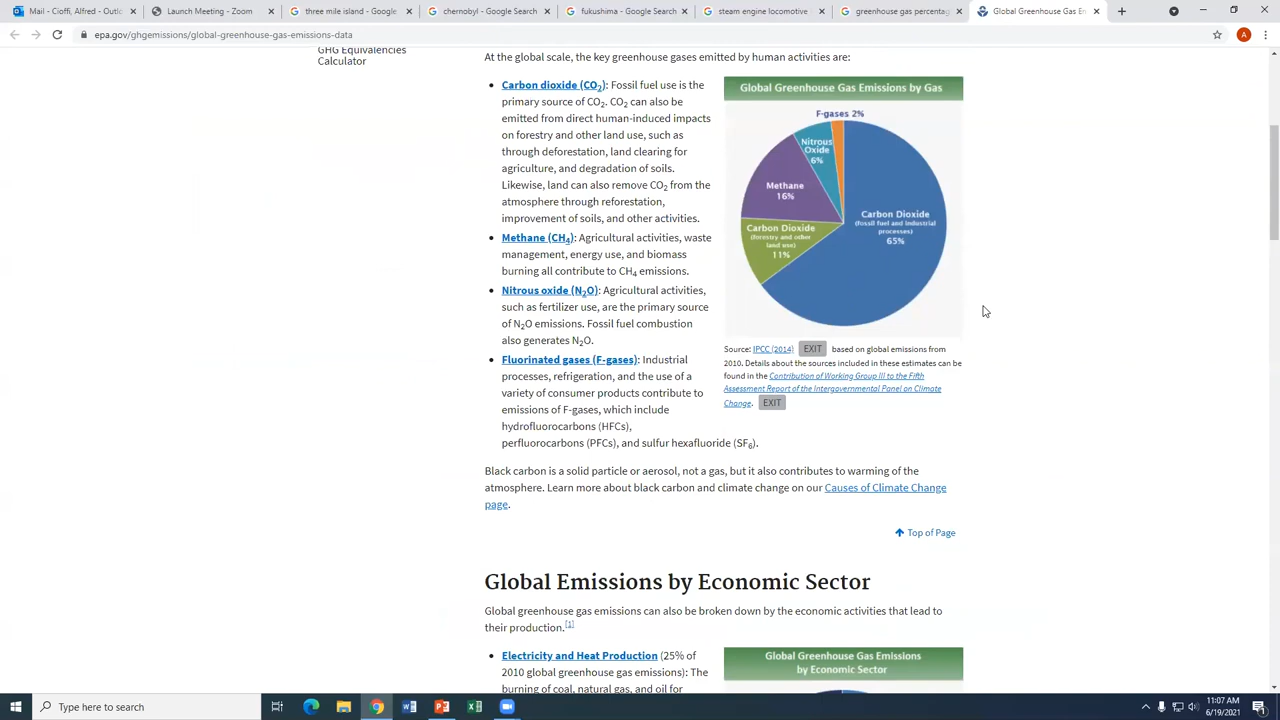 Mail - Cioffi, Alfred - Outlo
Launch Meeting - Zoom
three mile island - Google
chernobyl - Google Search
fukushima - Google Search
steam engine locomotive
greenhouse gas percentag
Global Greenhouse Gas En
epa.gov/ghgemissions/global-greenhouse-gas-emissions-data
A
GHG Equivalencies
Calculator
At the global scale, the key greenhouse gases emitted by human activities are:
Carbon dioxide (CO2): Fossil fuel use is the
primary source of CO2. CO2 can also be
emitted from direct human-induced impacts
on forestry and other land use, such as
through deforestation, land clearing for
agriculture, and degradation of soils.
Likewise, land can also remove CO2 from the
atmosphere through reforestation,
improvement of soils, and other activities.
Methane (CH4): Agricultural activities, waste
management, energy use, and biomass
burning all contribute to CH4 emissions.
Nitrous oxide (N2O): Agricultural activities,
such as fertilizer use, are the primary source
of N2O emissions. Fossil fuel combustion
also generates N2O.
Fluorinated gases (F-gases): Industrial
processes, refrigeration, and the use of a
variety of consumer products contribute to
emissions of F-gases, which include
hydrofluorocarbons (HFCs),
perfluorocarbons (PFCs), and sulfur hexafluoride (SF6).
Global Greenhouse Gas Emissions by Gas
F-gases 2%
Nitrous
Oxide
6%
Methane
16%
Carbon Dioxide
(fossil fuel and industrial
processes)
65%
Carbon Dioxide
(forestry and other
land use)
11%
Source: IPCC (2014) EXIT based on global emissions from
2010. Details about the sources included in these estimates can be
found in the Contribution of Working Group III to the Fifth
Assessment Report of the Intergovernmental Panel on Climate
Change. EXIT
Black carbon is a solid particle or aerosol, not a gas, but it also contributes to warming of the
atmosphere. Learn more about black carbon and climate change on our Causes of Climate Change
page.
Top of Page
Global Emissions by Economic Sector
Global greenhouse gas emissions can also be broken down by the economic activities that lead to
their production.[1]
Electricity and Heat Production (25% of
2010 global greenhouse gas emissions): The
burning of coal, natural gas, and oil for
Global Greenhouse Gas Emissions
by Economic Sector
Type here to search
11:07 AM
6/19/2021
1